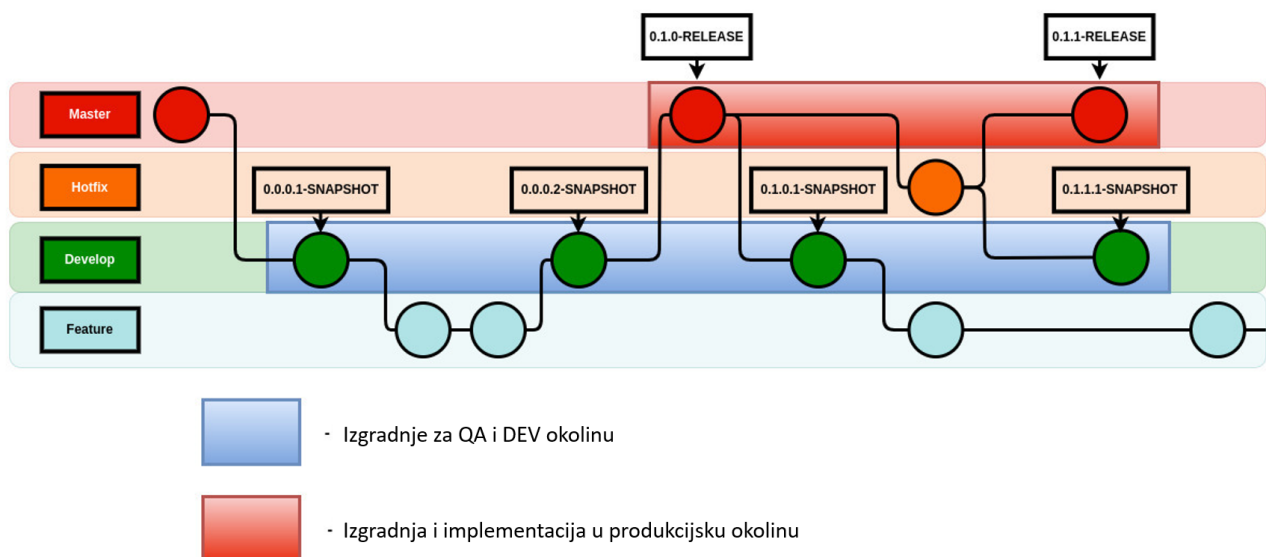 0.1.0-RELEASE
0.1.1-RELEASE
Master
Hotfix
0.0.0.1-SNAPSHOT
0.0.0.2-SNAPSHOT
0.1.0.1-SNAPSHOT
0.1.1.1-SNAPSHOT
Develop
Feature
- Izgradnje za QA i DEV okolinu
- Izgradnja i implementacija u produkcijsku okolinu